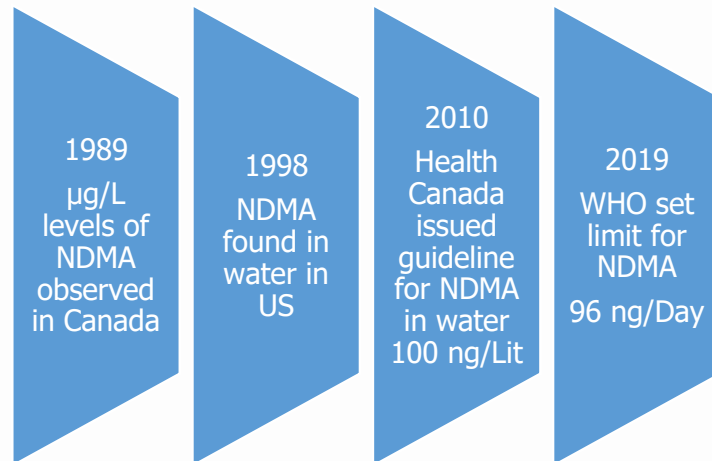 1989
µg/L
levels of
NDMA
observed
in Canada
1998
NDMA
found in
water in
US
2010
Health
Canada
issued
guideline
for NDMA
in water
100 ng/Lit
2019
WHO set
limit for
NDMA
96 ng/Day